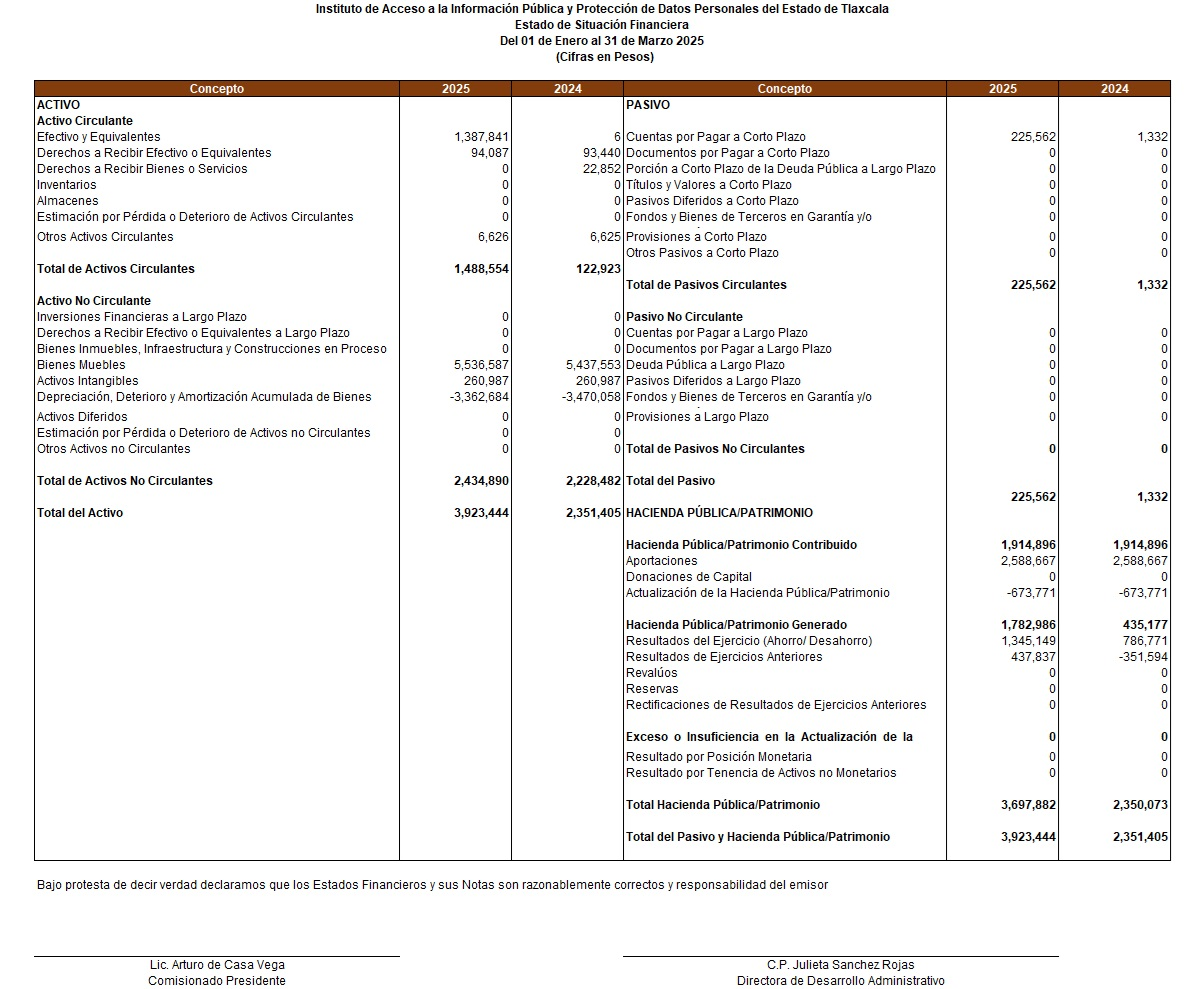 Instituto de Acceso a la Información Pública y Protección de Datos Personales del Estado de Tlaxcala
Estado de Situación Financiera
Del 01 de Enero al 31 de Marzo 2025
(Cifras en Pesos)
Concepto 2025 2024 Concepto 2025 2024
ACTIVO PASIVO
Activo Circulante
Efectivo y Equivalentes 1,387,841 6 Cuentas por Pagar a Corto Plazo 225,562 1,332
Derechos a Recibir Efectivo o Equivalentes 94,087 93,440 Documentos por Pagar a Corto Plazo 0 0
Derechos a Recibir Bienes o Servicios 0 22,852 Porción a Corto Plazo de la Deuda Pública a Largo Plazo 0 0
Inventarios 0 0 Títulos y Valores a Corto Plazo 0 0
Almacenes 0 0 Pasivos Diferidos a Corto Plazo 0 0
Estimación por Pérdida o Deterioro de Activos Circulantes 0 0 Fondos y Bienes de Terceros en Garantía y/o 0 0
Otros Activos Circulantes 6,626 6,625 Provisiones a Corto Plazo 0 0
Otros Pasivos a Corto Plazo 0 0
Total de Activos Circulantes 1,488,554 122,923
Total de Pasivos Circulantes 225,562 1,332
Activo No Circulante
Inversiones Financieras a Largo Plazo 0 0 Pasivo No Circulante
Derechos a Recibir Efectivo o Equivalentes a Largo Plazo 0 0 Cuentas por Pagar a Largo Plazo 0 0
Bienes Inmuebles, Infraestructura y Construcciones en Proceso 0 0 Documentos por Pagar a Largo Plazo 0 0
Bienes Muebles 5,536,587 5,437,553 Deuda Pública a Largo Plazo 0 0
Activos Intangibles 260,987 260,987 Pasivos Diferidos a Largo Plazo 0 0
Depreciación, Deterioro y Amortización Acumulada de Bienes -3,362,684 -3,470,058 Fondos y Bienes de Terceros en Garantía y/o 0 0
Activos Diferidos 0 0 Provisiones a Largo Plazo 0 0
Estimación por Pérdida o Deterioro de Activos no Circulantes 0 0
Otros Activos no Circulantes 0 0 Total de Pasivos No Circulantes 0 0
Total de Activos No Circulantes 2,434,890 2,228,482 Total del Pasivo
225,562 1,332
Total del Activo 3,923,444 2,351,405 HACIENDA PÚBLICA/PATRIMONIO
Hacienda Pública/Patrimonio Contribuido 1,914,896 1,914,896
Aportaciones 2,588,667 2,588,667
Donaciones de Capital 0 0
Actualización de la Hacienda Pública/Patrimonio -673,771 -673,771
Hacienda Pública/Patrimonio Generado 1,782,986 435,177
Resultados del Ejercicio (Ahorro/ Desahorro) 1,345,149 786,771
Resultados de Ejercicios Anteriores 437,837 -351,594
Revalúos 0 0
Reservas 0 0
Rectificaciones de Resultados de Ejercicios Anteriores 0 0
Exceso o Insuficiencia en la Actualización de la 0 0
Resultado por Posición Monetaria 0 0
Resultado por Tenencia de Activos no Monetarios 0 0
Total Hacienda Pública/Patrimonio 3,697,882 2,350,073
Total del Pasivo y Hacienda Pública/Patrimonio 3,923,444 2,351,405
Bajo protesta de decir verdad declaramos que los Estados Financieros y sus Notas son razonablemente correctos y responsabilidad del emisor
Lic. Arturo de Casa Vega C.P. Julieta Sanchez Rojas
Comisionado Presidente Directora de Desarrollo Administrativo